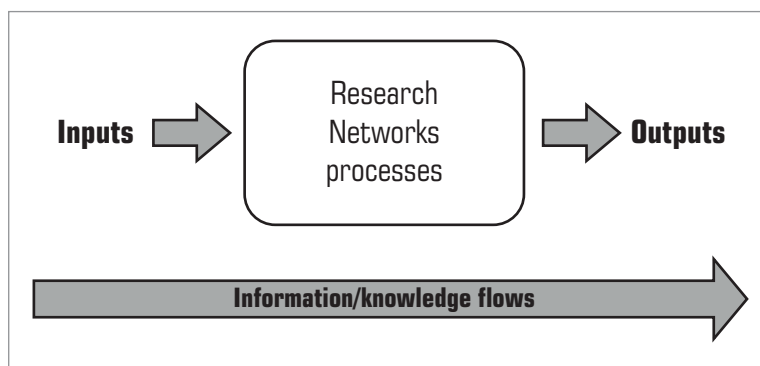 Research
Networks
processes
Inputs
Outputs
Information/knowledge flows